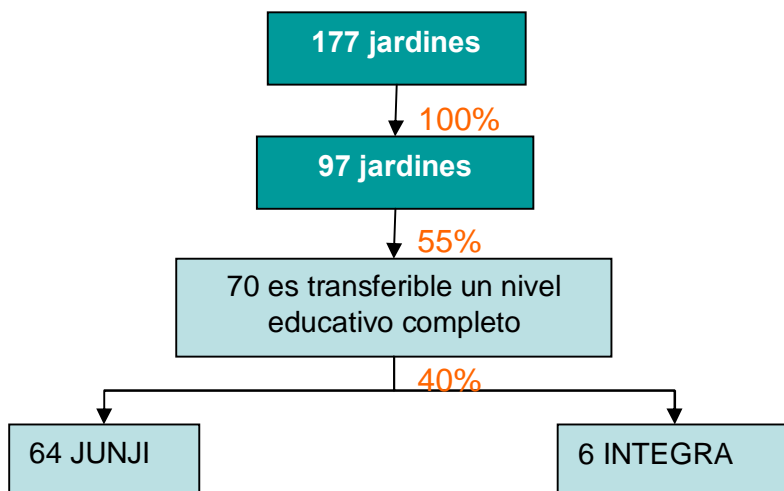 177 jardines
100%
97 jardines
55%
70 es transferible un nivel
educativo completo
40%
64 JUNJI
6 INTEGRA